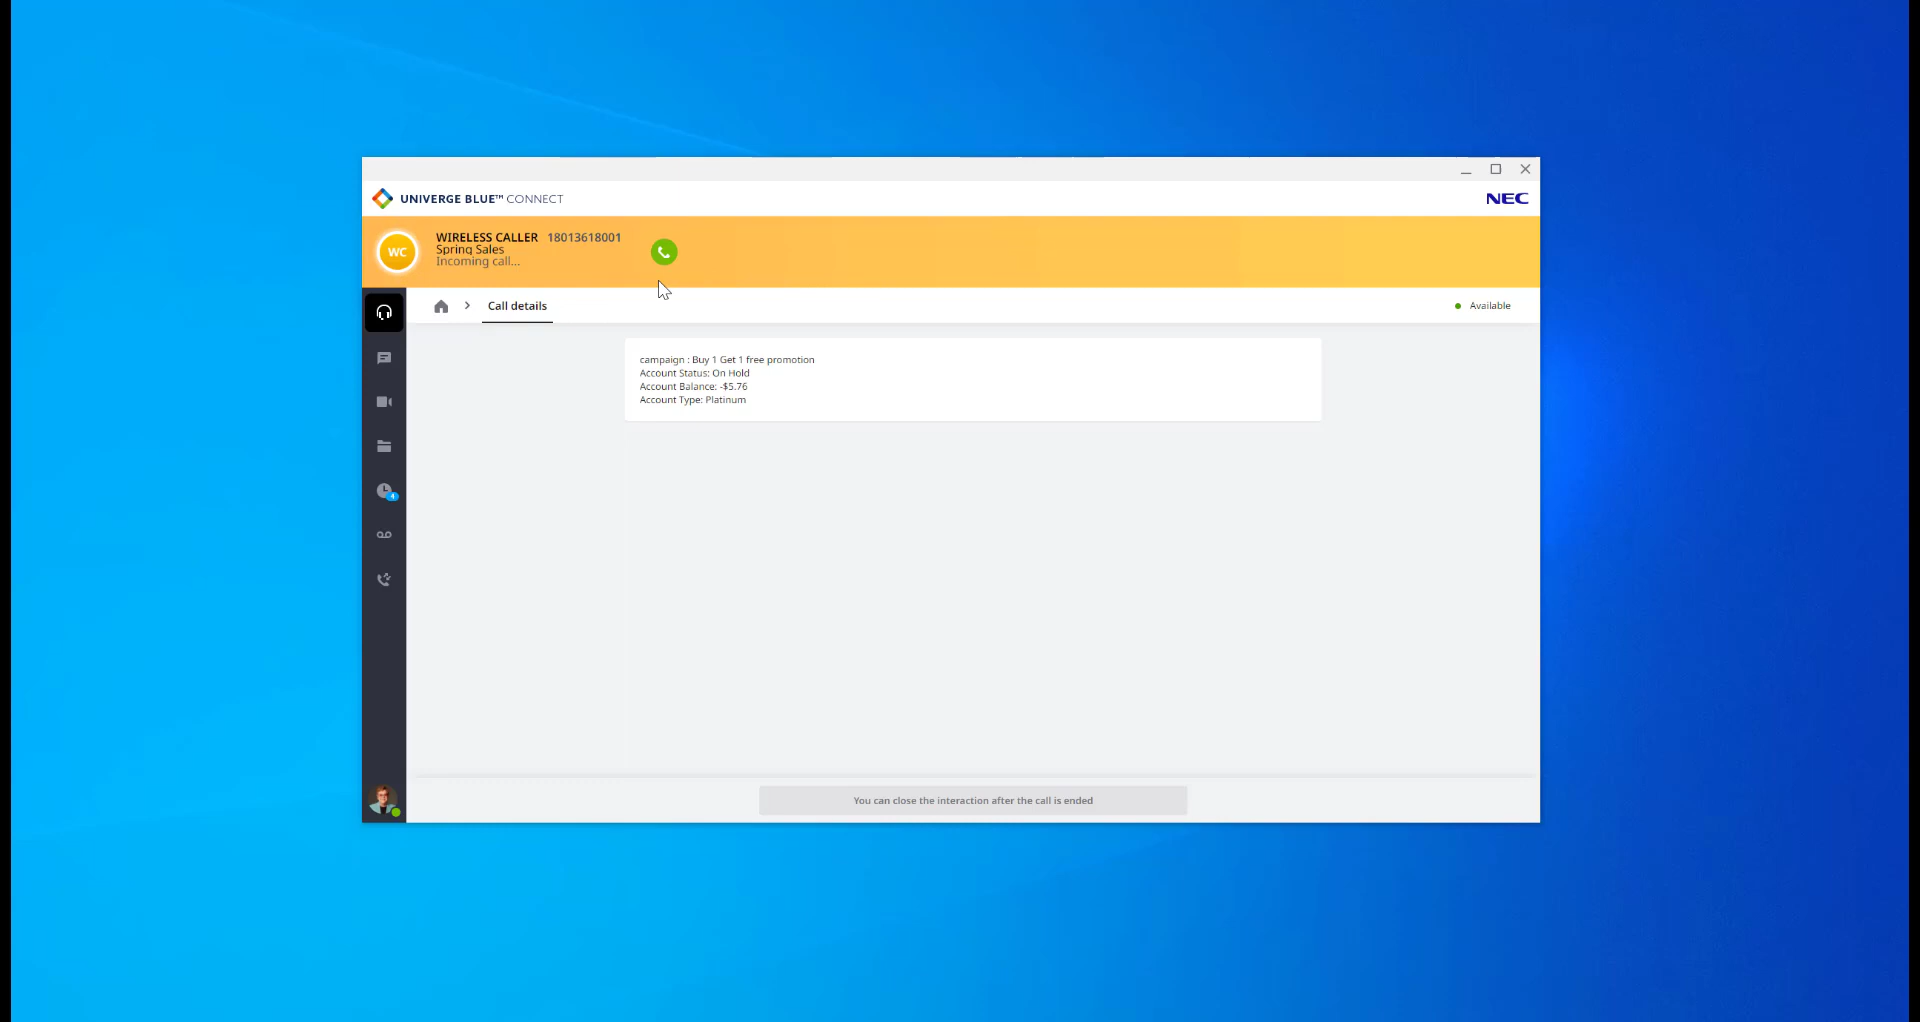 UNIVERGE BLUE™ CONNECT
NEC
WC
WIRELESS CALLER 18013618001
Spring Sales
Incoming call...
Call details
Available
campaign : Buy 1 Get 1 free promotion
Account Status: On Hold
Account Balance: -$5.76
Account Type: Platinum
4
You can close the interaction after the call is ended